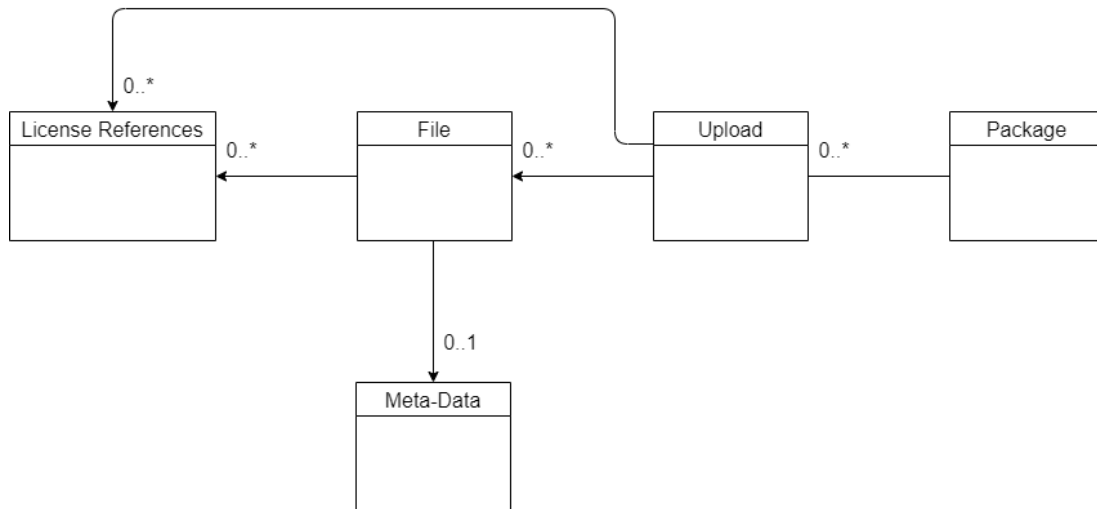 0..*
License References
0..*
File
0..*
Upload
0..*
Package
0..1
Meta-Data